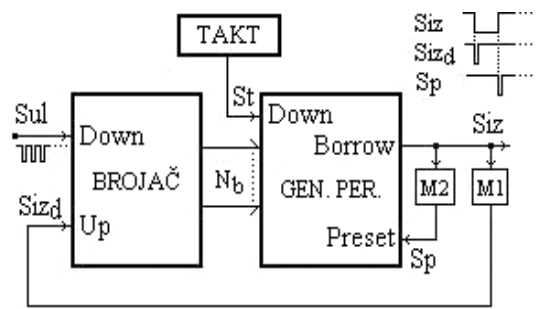 TAKT
Siz
Sizd
Sp
Sul
St
Down
Down
Borrow
Siz
BROJAČ
Nb
GEN. PER.
M2
M1
Sizd
Up
Preset
Sp